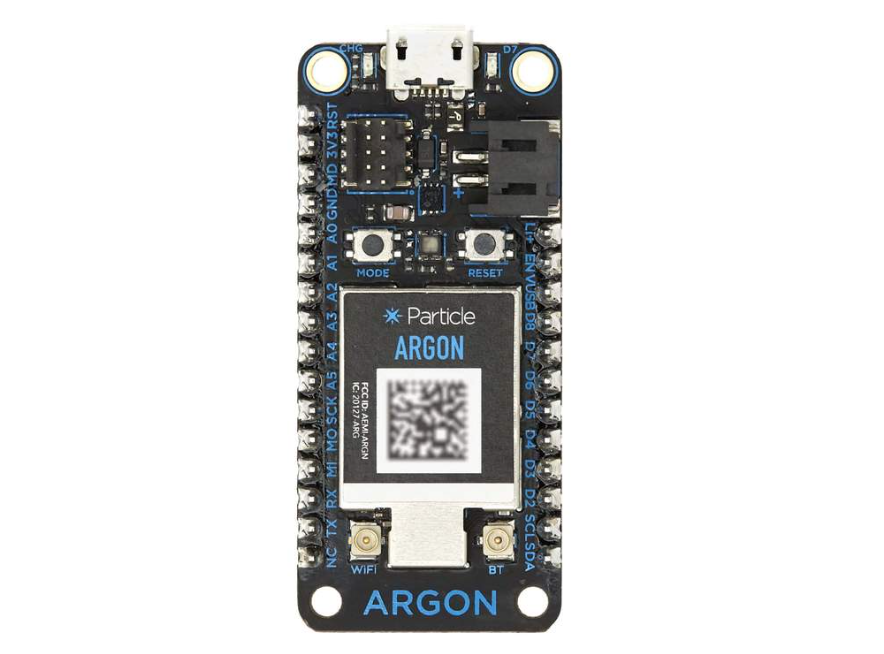 CHG
D7
RST
3V3
MD
GND
A0
A1
A2
A3
A4
A5
SCK
MO
MI
RX
TX
NC
+
Li+
EN
VUSB
D8
D7
D6
D5
D4
D3
D2
SCL
SDA
MODE
RESET
Particle
ARGON
FCC ID: AEMI-ARGN
IC: 20127-ARG
WiFi
BT
ARGON